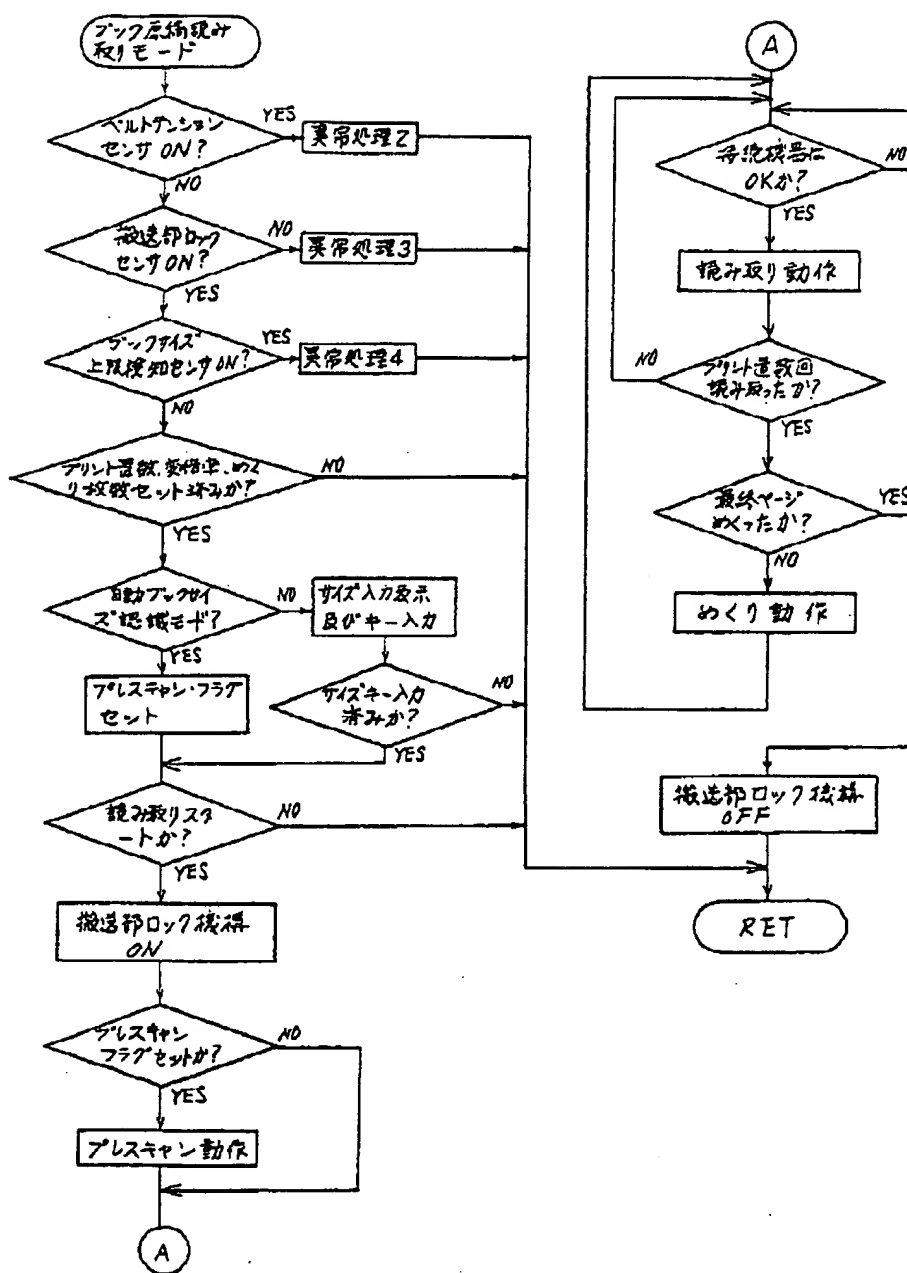 ブック原稿読み
取りモード
ベルトテンション
センサ ON?
YES
異常処理2
NO
搬送部ロック
センサ ON?
NO
異常処理3
YES
ブックサイズ
上限検知センサON?
YES
異常処理4
NO
プリント置数、変倍率、めく
り枚数セット済みか?
NO
YES
自動ブックサイ
ズ認識モード?
NO
サイズ入力表示
及びキー入力
YES
プレスキャン・フラグ
セット
サイズキー入力
済みか?
NO
YES
読み取りスタ
ートか?
NO
YES
搬送部ロック機構
ON
プレスキャン
フラグセットか?
NO
YES
プレスキャン動作
A
A
接続機器は
OKか?
NO
YES
読み取り動作
プリント置数回
読み取ったか?
NO
YES
最終ページ
めくったか?
YES
NO
めくり動作
搬送部ロック機構
OFF
RET